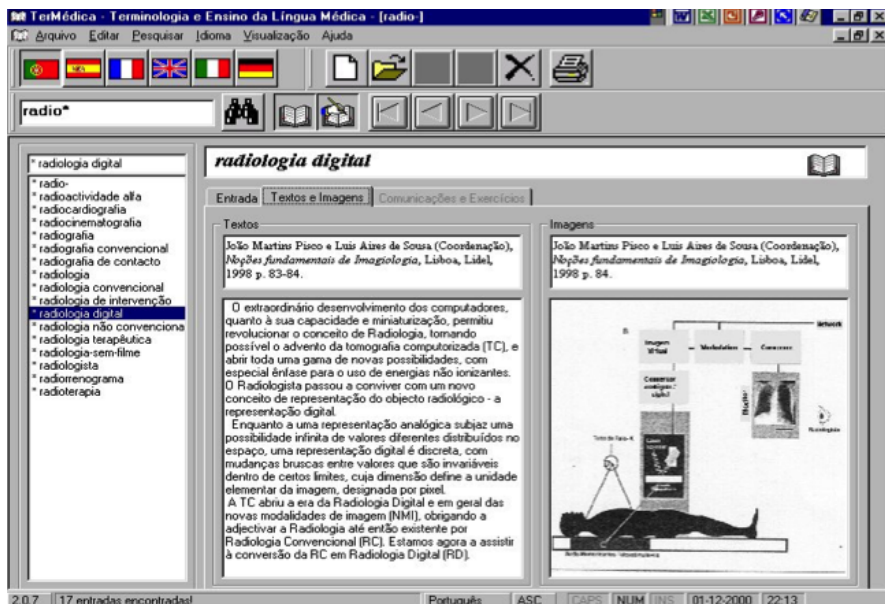 TerMédica - Terminologia e Ensino da Língua Médica - [radio-]
Arquivo Editar Pesquisar Idioma Visualização Ajuda
radio*
* radiologia digital
* radio-
* radioactividade alfa
* radiocardiografia
* radiocinematografia
* radiografia
* radiografia convencional
* radiografia de contacto
* radiologia
* radiologia convencional
* radiologia de intervenção
* radiologia digital
* radiologia não convenciona
* radiologia terapêutica
* radiologia-sem-filme
* radiologista
* radiorrenograma
* radioterapia
radiologia digital
Entrada Textos e Imagens Comunicações e Exercícios
Textos
João Martins Pisco e Luis Aires de Sousa (Coordenação),
Noções fundamentais de Imagiologia, Lisboa, Lidel,
1998 p. 83-84.
O extraordinário desenvolvimento dos computadores,
quanto à sua capacidade e miniaturização, permitiu
revolucionar o conceito de Radiologia, tornando
possível o advento da tomografia computorizada (TC), e
abrir toda uma gama de novas possibilidades, com
especial ênfase para o uso de energias não ionizantes.
O Radiologista passou a conviver com um novo
conceito de representação do objecto radiológico - a
representação digital.
Enquanto a uma representação analógica subjaz uma
possibilidade infinita de valores diferentes distribuídos no
espaço, uma representação digital é discreta, com
mudanças bruscas entre valores que são invariáveis
dentro de certos limites, cuja dimensão define a unidade
elementar da imagem, designada por pixel.
A TC abriu a era da Radiologia Digital e em geral das
novas modalidades de imagem (NMI), obrigando a
adjectivar a Radiologia até então existente por
Radiologia Convencional (RC). Estamos agora a assistir
à conversão da RC em Radiologia Digital (RD).
Imagens
João Martins Pisco e Luis Aires de Sousa (Coordenação),
Noções fundamentais de Imagiologia, Lisboa, Lidel,
1998 p. 84.
Network
Imagem
Virtual
Radiologista
2.0.7 17 entradas encontradas! Português ASC CAPS NUM INS 01-12-2000 22:13